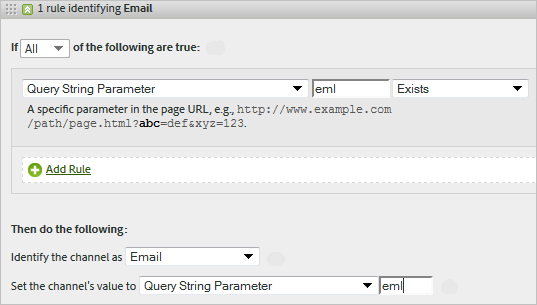 1 rule identifying Email
If All of the following are true:
Query String Parameter eml Exists
A specific parameter in the page URL, e.g., http://www.example.com
/path/page.html?abc=def&xyz=123.
Add Rule
Then do the following:
Identify the channel as Email
Set the channel's value to Query String Parameter eml